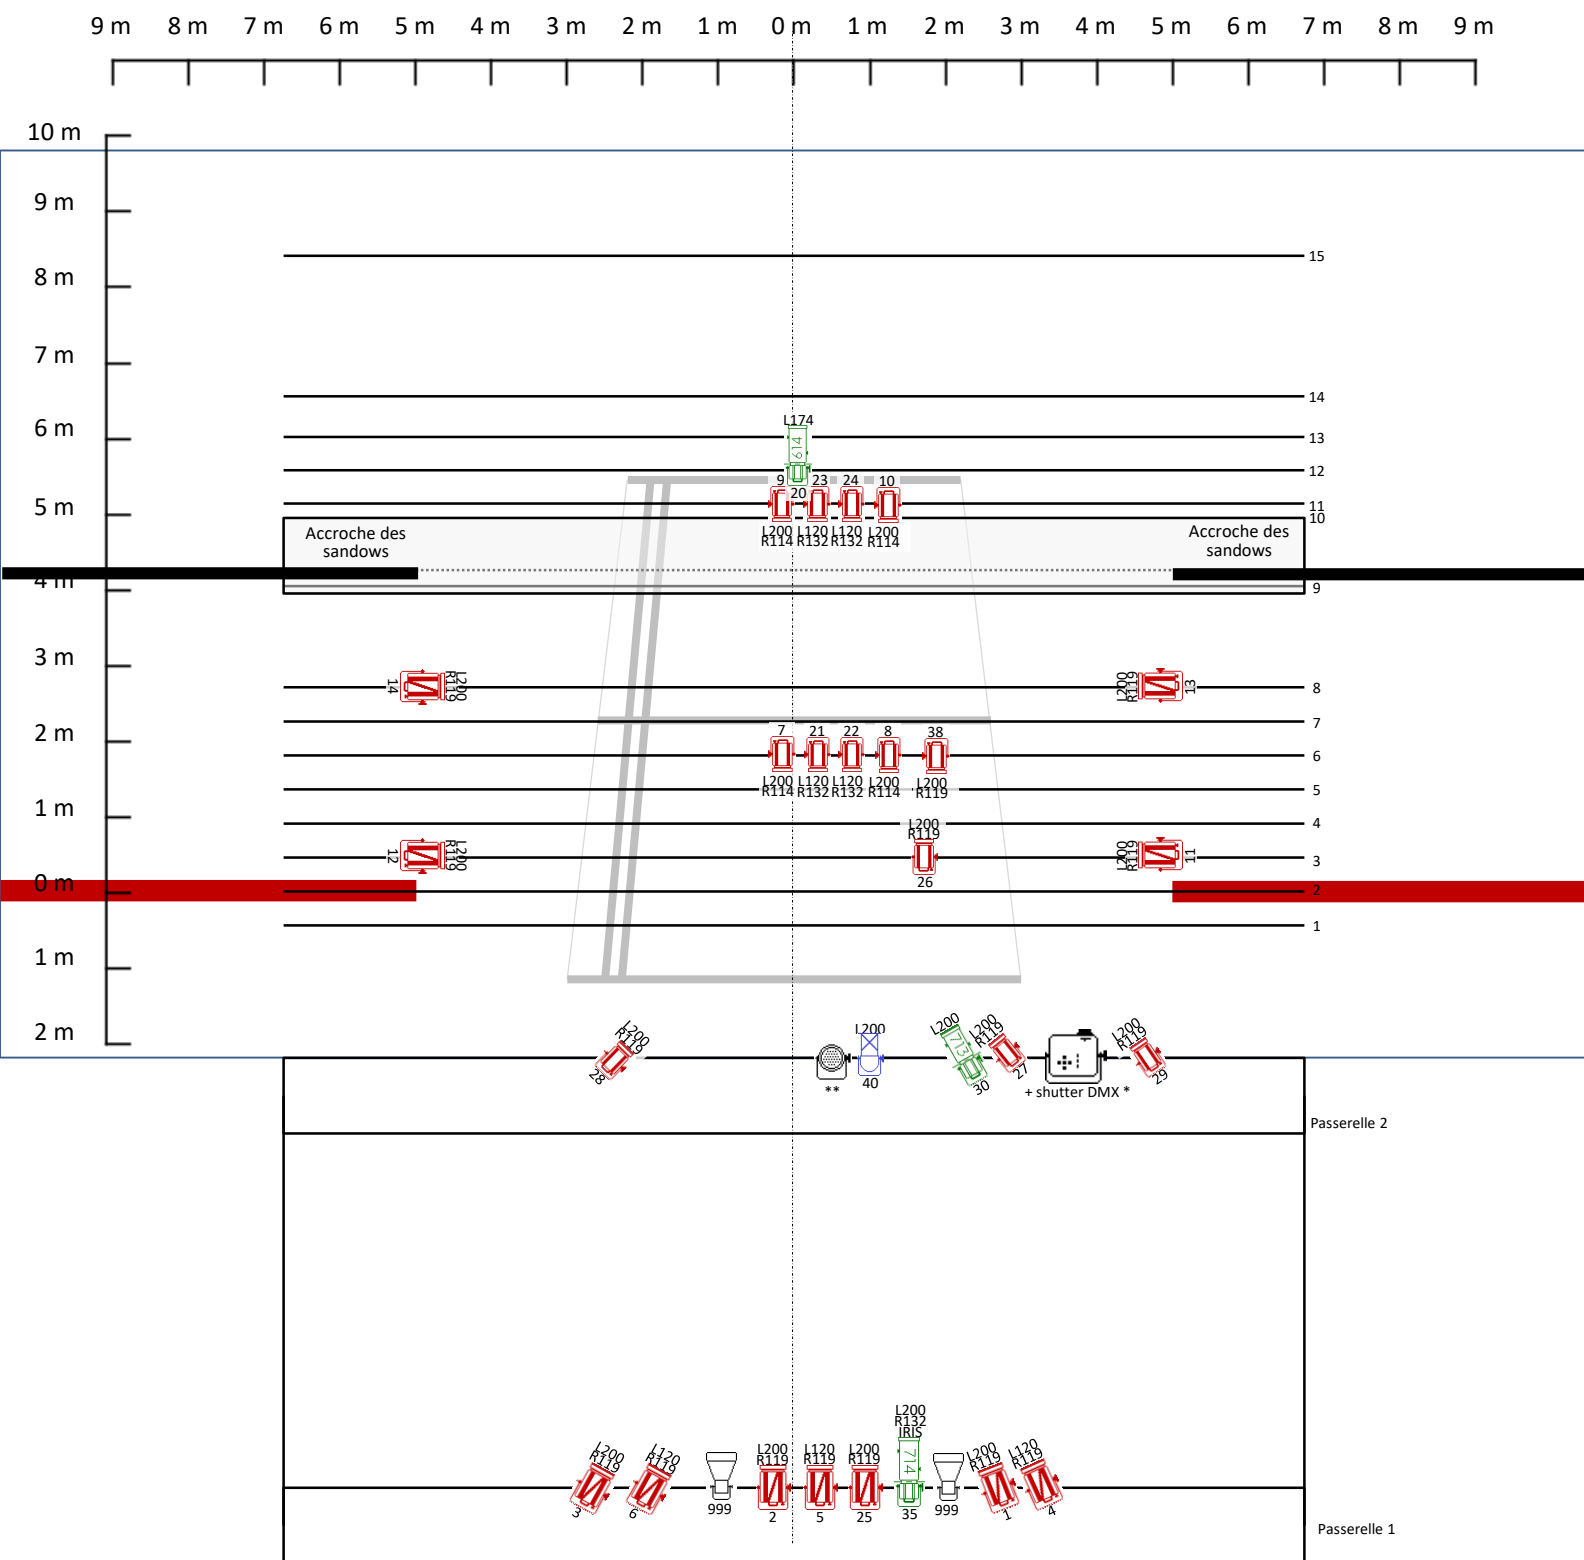 9 m 8 m 7 m 6 m 5 m 4 m 3 m 2 m 1 m 0 m 1 m 2 m 3 m 4 m 5 m 6 m 7 m 8 m 9 m
10 m
9 m
15
8 m
7 m
14
L174
6 m
13
614
12
9 20 23 24 10
5 m
11
10
L200 L120 L120 L200
R114 R132 R132 R114
Accroche des
sandows
Accroche des
sandows
4 m
9
3 m
14 R119 L200
L200 R119 13
8
7
2 m
7 21 22 8 38
6
L200 L120 L120 L200 L200
R114 R132 R132 R114 R119
5
1 m
4
L200
R119
12 R119 L200
L200 R119 11
3
26
0 m
2
1
1 m
2 m
L200
R119
28
**
L200
40
L200
713
30
L200
R119
27
+ shutter DMX *
L200
R119
29
Passerelle 2
L200
R132
IRIS
714
35
L200
R119
3
L120
R119
6
999
L200
R119
2
L120
R119
5
L200
R119
25
999
L200
R119
1
L120
R119
4
Passerelle 1